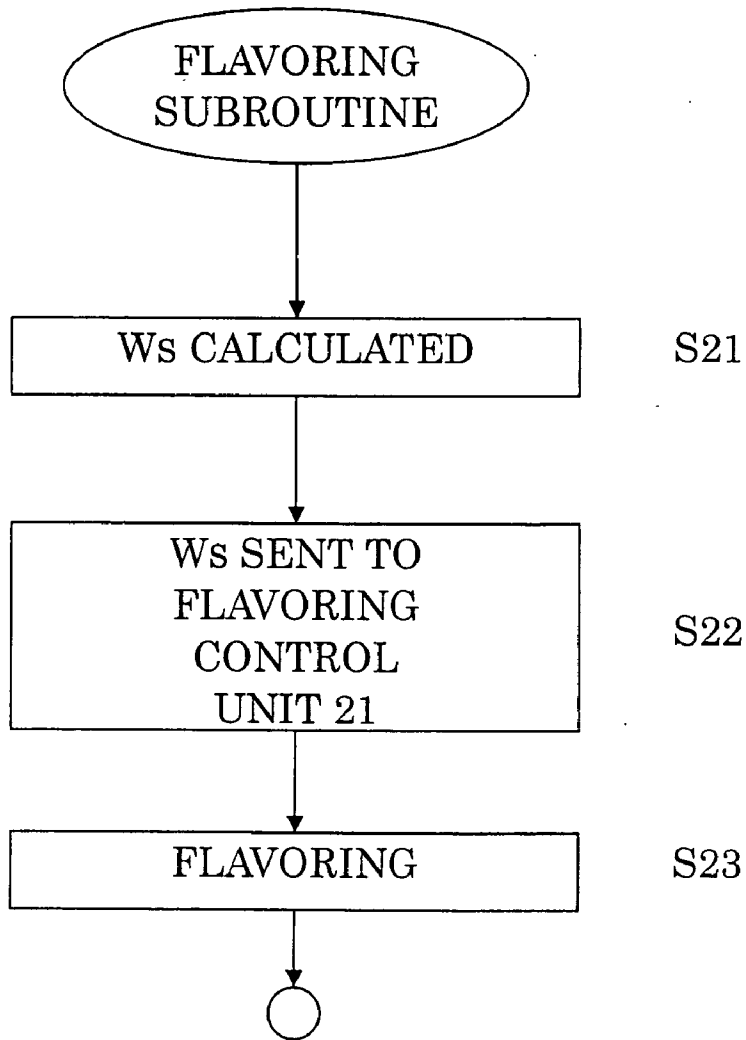 FLAVORING
SUBROUTINE
Ws CALCULATED
S21
Ws SENT TO
FLAVORING
CONTROL
UNIT 21
S22
FLAVORING
S23